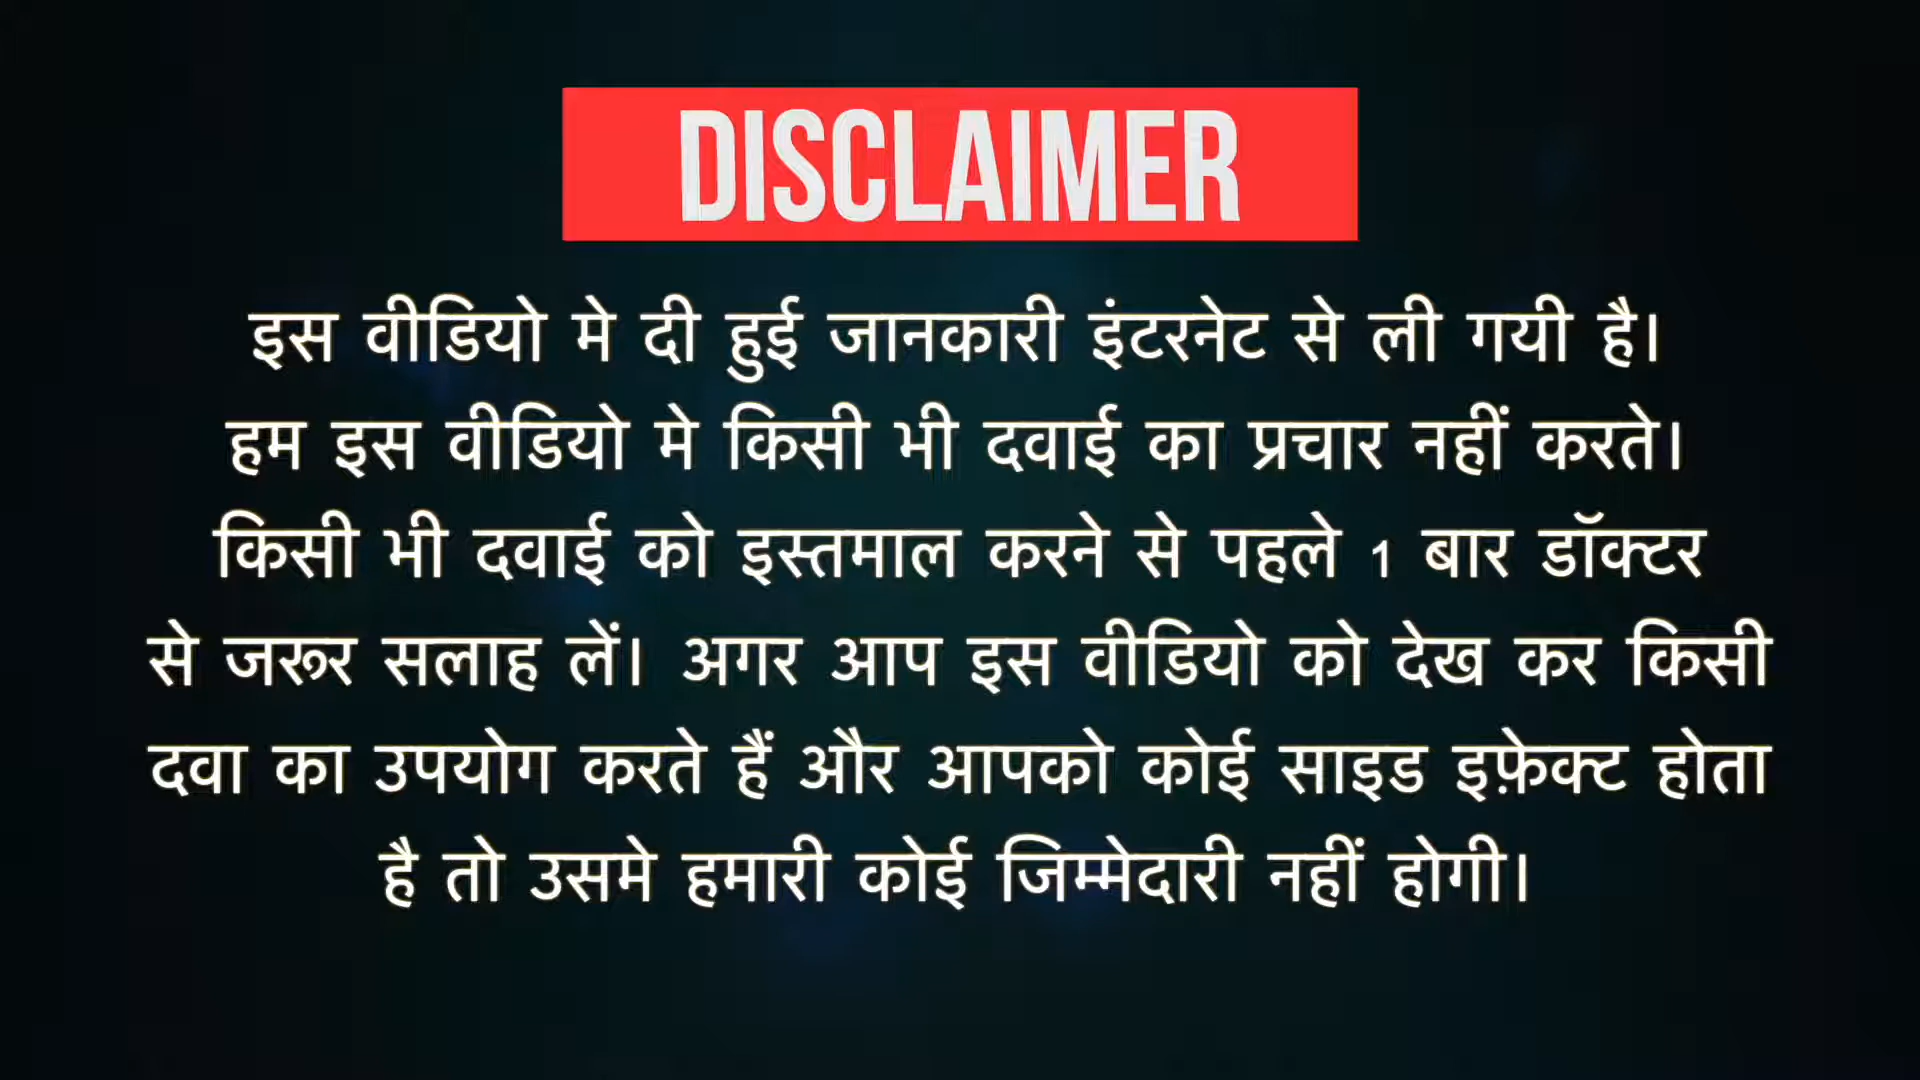 DISCLAIMER
इस वीडियो मे दी हुई जानकारी इंटरनेट से ली गयी है।
हम इस वीडियो मे किसी भी दवाई का प्रचार नहीं करते।
किसी भी दवाई को इस्तमाल करने से पहले 1 बार डॉक्टर
से जरूर सलाह लें। अगर आप इस वीडियो को देख कर किसी
दवा का उपयोग करते हैं और आपको कोई साइड इफ़ेक्ट होता
है तो उसमे हमारी कोई जिम्मेदारी नहीं होगी।